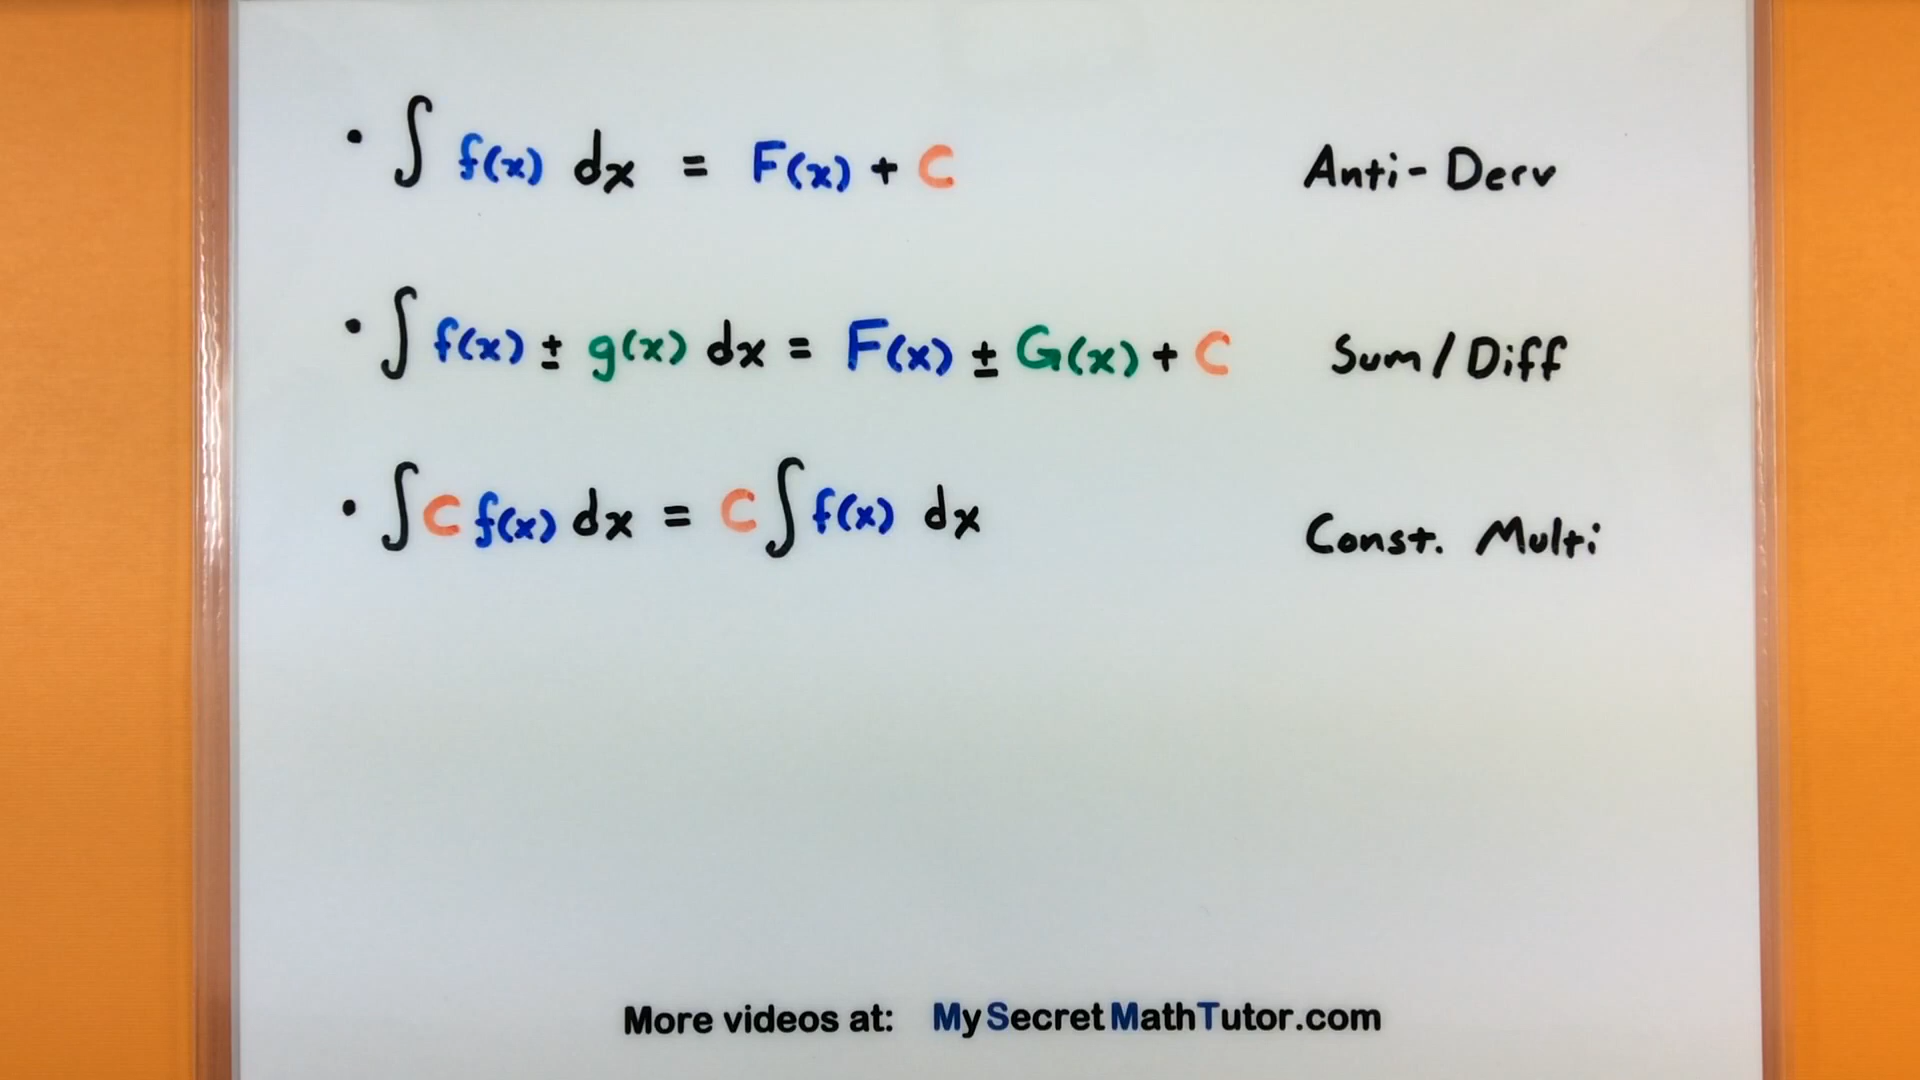 • ∫ f(x) dx = F(x) + C Anti-Derv
• ∫ f(x) ± g(x) dx = F(x) ± G(x) + C Sum/Diff
• ∫ C f(x) dx = C ∫ f(x) dx Const. Multi
More videos at: MySecretMathTutor.com